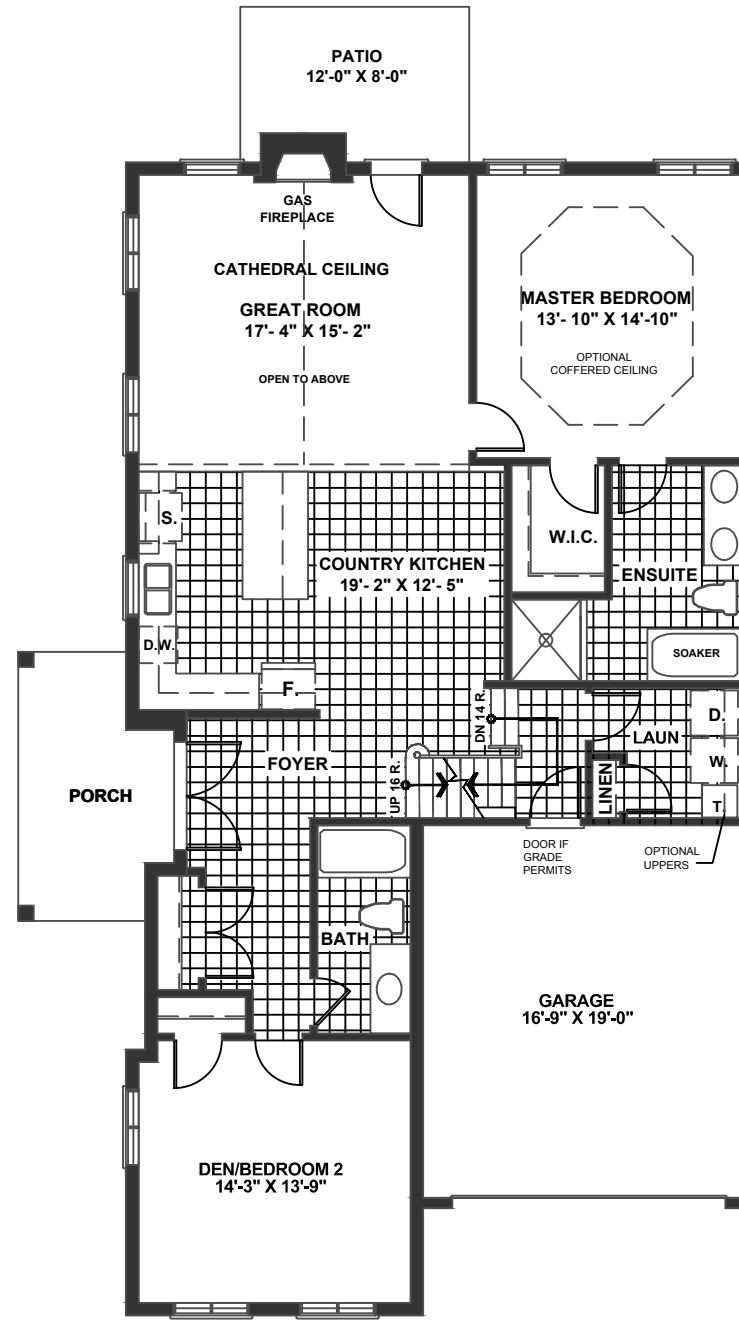 PATIO
12'-0" X 8'-0"
GAS
FIREPLACE
CATHEDRAL CEILING
GREAT ROOM
17'- 4" X 15'- 2"
OPEN TO ABOVE
MASTER BEDROOM
13'- 10" X 14'-10"
OPTIONAL
COFFERED CEILING
S.
W.I.C.
COUNTRY KITCHEN
19'- 2" X 12'- 5"
ENSUITE
D.W.
SOAKER
F.
DN 14 R.
D.
LAUN
FOYER
W.
PORCH
UP 16 R.
LINEN
T.
DOOR IF
GRADE
PERMITS
OPTIONAL
UPPERS
BATH
GARAGE
16'-9" X 19'-0"
DEN/BEDROOM 2
14'-3" X 13'-9"